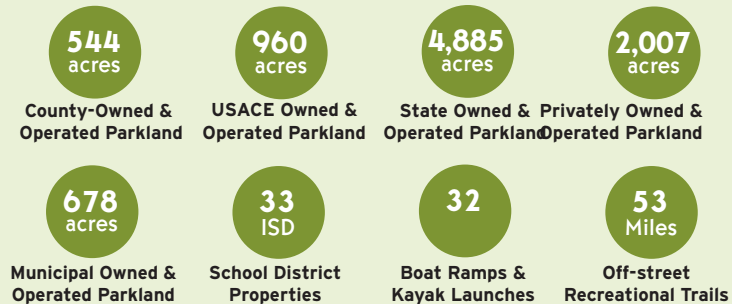 544
acres
County-Owned &
Operated Parkland
960
acres
USACE Owned &
Operated Parkland
4,885
acres
State Owned &
Operated Parkland
2,007
acres
Privately Owned &
Operated Parkland
678
acres
Municipal Owned &
Operated Parkland
33
ISD
School District
Properties
32
Boat Ramps &
Kayak Launches
53
Miles
Off-street
Recreational Trails